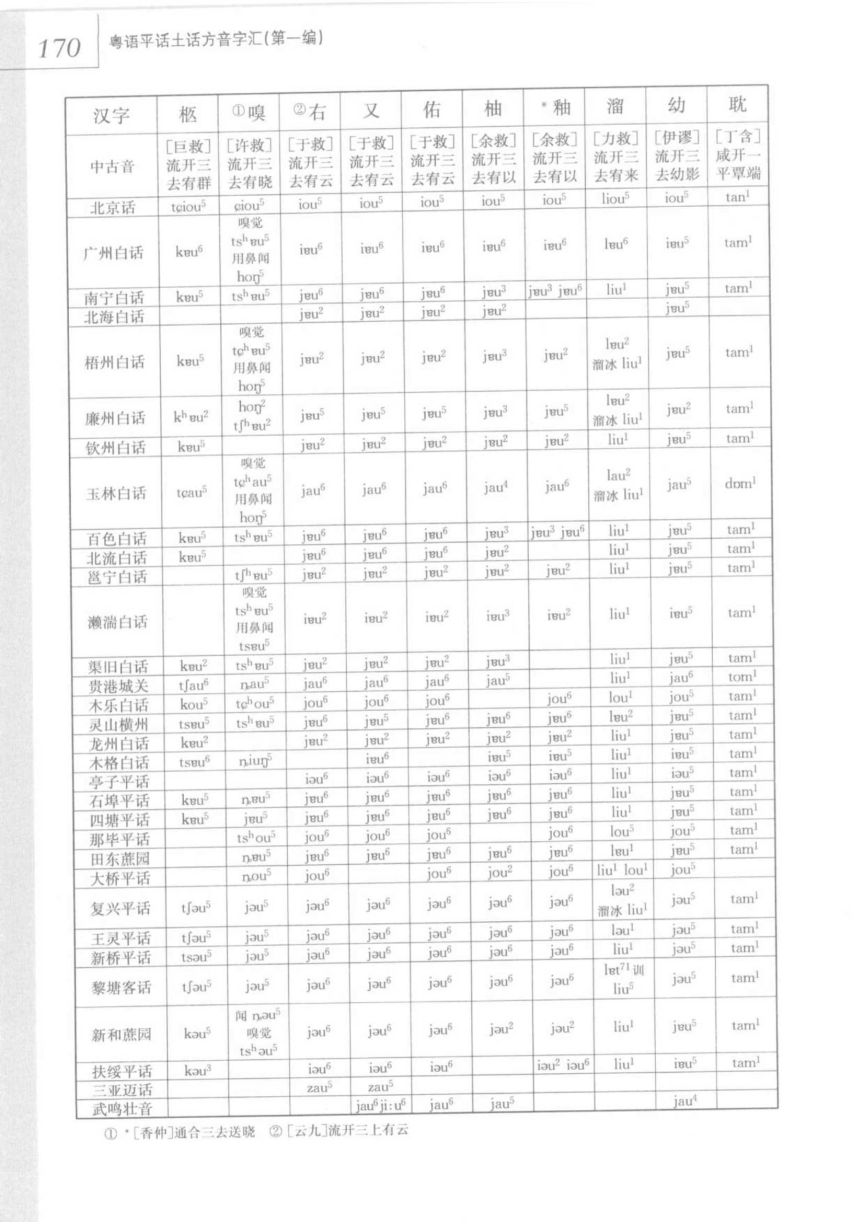 170 粤语平话土话方音字汇(第一编)
汉字 柩 ①嗅 ②右 又 佑 柚 *釉 溜 幼 耽
中古音 [巨救]流开三去宥群 [许救]流开三去宥晓 [于救]流开三去宥云 [于救]流开三去宥云 [于救]流开三去宥云 [余救]流开三去宥以 [余救]流开三去宥以 [力救]流开三去宥来 [伊谬]流开三去幼影 [丁含]咸开一平覃端
北京话 tɕiou⁵ ɕiou⁵ iou⁵ iou⁵ iou⁵ iou⁵ iou⁵ liou⁵ iou⁵ tan¹
广州白话 kɐu⁶ 嗅觉 tsʰɐu⁵ 用鼻闻 hoŋ⁵ iɐu⁶ iɐu⁶ iɐu⁶ iɐu⁶ iɐu⁶ lɐu⁶ iɐu⁵ tam¹
南宁白话 kɐu⁵ tsʰɐu⁵ jɐu⁶ jɐu⁶ jɐu⁶ jɐu³ jɐu³ jɐu⁶ liu¹ jɐu⁵ tam¹
北海白话 jɐu² jɐu² jɐu² jɐu² jɐu⁵
梧州白话 kɐu⁵ 嗅觉 tɕʰɐu⁵ 用鼻闻 hoŋ⁵ jɐu² jɐu² jɐu² jɐu³ jɐu² lɐu² 溜冰 liu¹ jɐu⁵ tam¹
廉州白话 kʰɐu² hoŋ² tʃʰɐu² jɐu⁵ jɐu⁵ jɐu⁵ jɐu³ jɐu⁵ lɐu² 溜冰 liu¹ jɐu² tam¹
钦州白话 kɐu⁵ jɐu² jɐu² jɐu² jɐu² jɐu² liu¹ jɐu⁵ tam¹
玉林白话 tɕau⁵ 嗅觉 tɕʰau⁵ 用鼻闻 hoŋ⁵ jau⁶ jau⁶ jau⁶ jau⁴ jau⁶ lau² 溜冰 liu¹ jau⁵ dɒm¹
百色白话 kɐu⁵ tsʰɐu⁵ jɐu⁶ jɐu⁶ jɐu⁶ jɐu³ jɐu³ jɐu⁶ liu¹ jɐu⁵ tam¹
北流白话 kɐu⁵ jɐu⁶ jɐu⁶ jɐu⁶ jɐu² liu¹ jɐu⁵ tam¹
邕宁白话 tʃʰɐu⁵ jɐu² jɐu² jɐu² jɐu² jɐu² liu¹ jɐu⁵ tam¹
濑湍白话 嗅觉 tsʰɐu⁵ 用鼻闻 tsɐu⁵ iɐu² iɐu² iɐu² iɐu³ iɐu² liu¹ iɐu⁵ tam¹
渠旧白话 kɐu² tsʰɐu⁵ jɐu² jɐu² jɐu² jɐu³ liu¹ jɐu⁵ tam¹
贵港城关 tʃau⁶ ȵau⁵ jau⁶ jau⁶ jau⁶ jau⁵ liu¹ jau⁶ tom¹
木乐白话 kou⁵ tɕʰou⁵ jou⁶ jou⁶ jou⁶ jou⁶ lou¹ jou⁵ tam¹
灵山横州 tsɐu⁵ tsʰɐu⁵ jɐu⁶ jɐu⁵ jɐu⁶ jɐu⁶ jɐu⁶ lɐu² jɐu⁵ tam¹
龙州白话 kɐu² jɐu² jɐu² jɐu² jɐu² jɐu² liu¹ jɐu⁵ tam¹
木格白话 tsɐu⁶ ȵiuŋ⁵ iɐu⁶ iɐu⁵ iɐu⁵ liu¹ iɐu⁵ tam¹
亭子平话 iəu⁶ iəu⁶ iəu⁶ iəu⁶ iəu⁶ liu¹ iəu⁵ tam¹
石埠平话 kɐu⁵ ȵɐu⁵ jɐu⁶ jɐu⁶ jɐu⁶ jɐu⁶ jɐu⁶ liu¹ jɐu⁵ tam¹
四塘平话 kɐu⁵ jɐu⁵ jɐu⁶ jɐu⁶ jɐu⁶ jɐu⁶ jɐu⁶ liu¹ jɐu⁵ tam¹
那毕平话 tsʰou⁵ jou⁶ jou⁶ jou⁶ jou⁶ lou⁵ jou⁵ tam¹
田东蔗园 ȵɐu⁵ jɐu⁶ jɐu⁶ jɐu⁶ jɐu⁶ jɐu⁶ lɐu¹ jɐu⁵ tam¹
大桥平话 ȵou⁵ jou⁶ jou⁶ jou² jou⁶ liu¹ lou¹ jou⁵
复兴平话 tʃəu⁵ jəu⁵ jəu⁶ jəu⁶ jəu⁶ jəu⁶ jəu⁶ ləu² 溜冰 liu¹ jəu⁵ tam¹
王灵平话 tʃəu⁵ jəu⁵ jəu⁶ jəu⁶ jəu⁶ jəu⁶ jəu⁶ ləu¹ jəu⁵ tam¹
新桥平话 tsəu⁵ jəu⁵ jəu⁶ jəu⁶ jəu⁶ jəu⁶ jəu⁶ liu¹ jəu⁵ tam¹
黎塘客话 tʃəu⁵ jəu⁵ jəu⁶ jəu⁶ jəu⁶ jəu⁶ jəu⁶ lɐt⁷¹ 训 liu⁵ jəu⁵ tam¹
新和蔗园 kəu⁵ 闻 ȵəu⁵ 嗅觉 tsʰəu⁵ jəu⁶ jəu⁶ jəu⁶ jəu² jəu² liu¹ jɐu⁵ tam¹
扶绥平话 kəu³ iəu⁶ iəu⁶ iəu⁶ iəu² iəu⁶ liu¹ iɐu⁵ tam¹
三亚迈话 zau⁵ zau⁵
武鸣壮音 jau⁶ji:u⁶ jau⁶ jau⁵ jau⁴
① *[香仲]通合三去送晓 ②[云九]流开三上有云